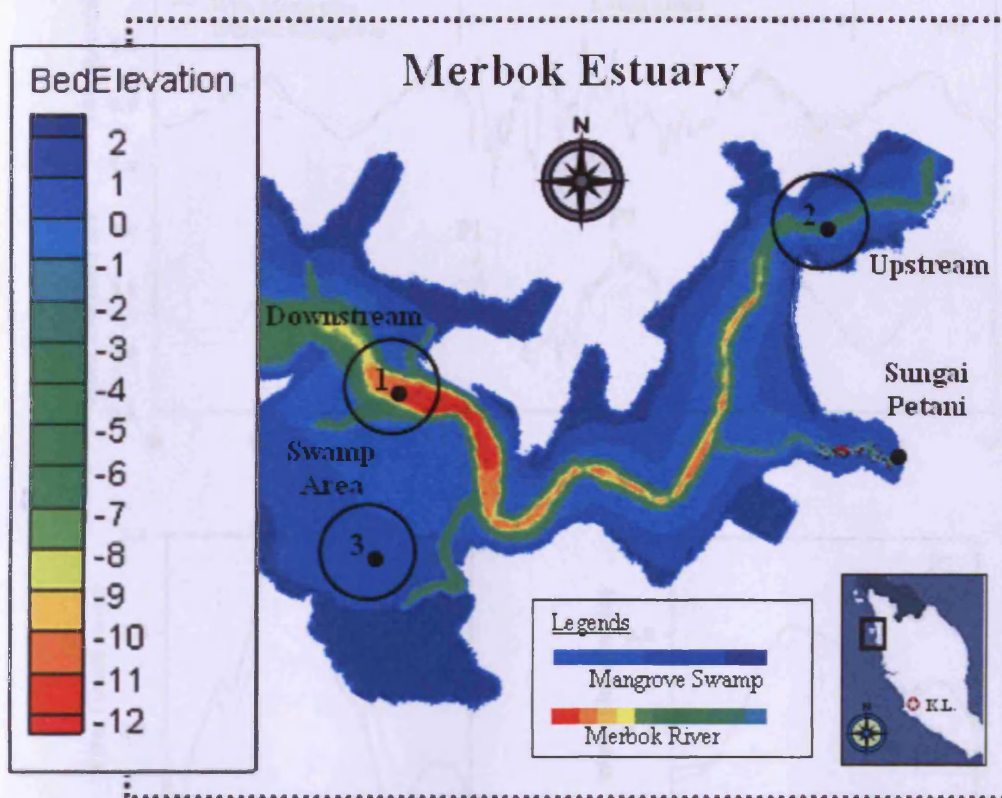 BedElevation
2
1
0
-1
-2
-3
-4
-5
-6
-7
-8
-9
-10
-11
-12
Merbok Estuary
N
2
Upstream
Downstream
1
Sungai
Petani
Swamp
Area
3
Legends
Mangrove Swamp
Merbok River
K.L.
N